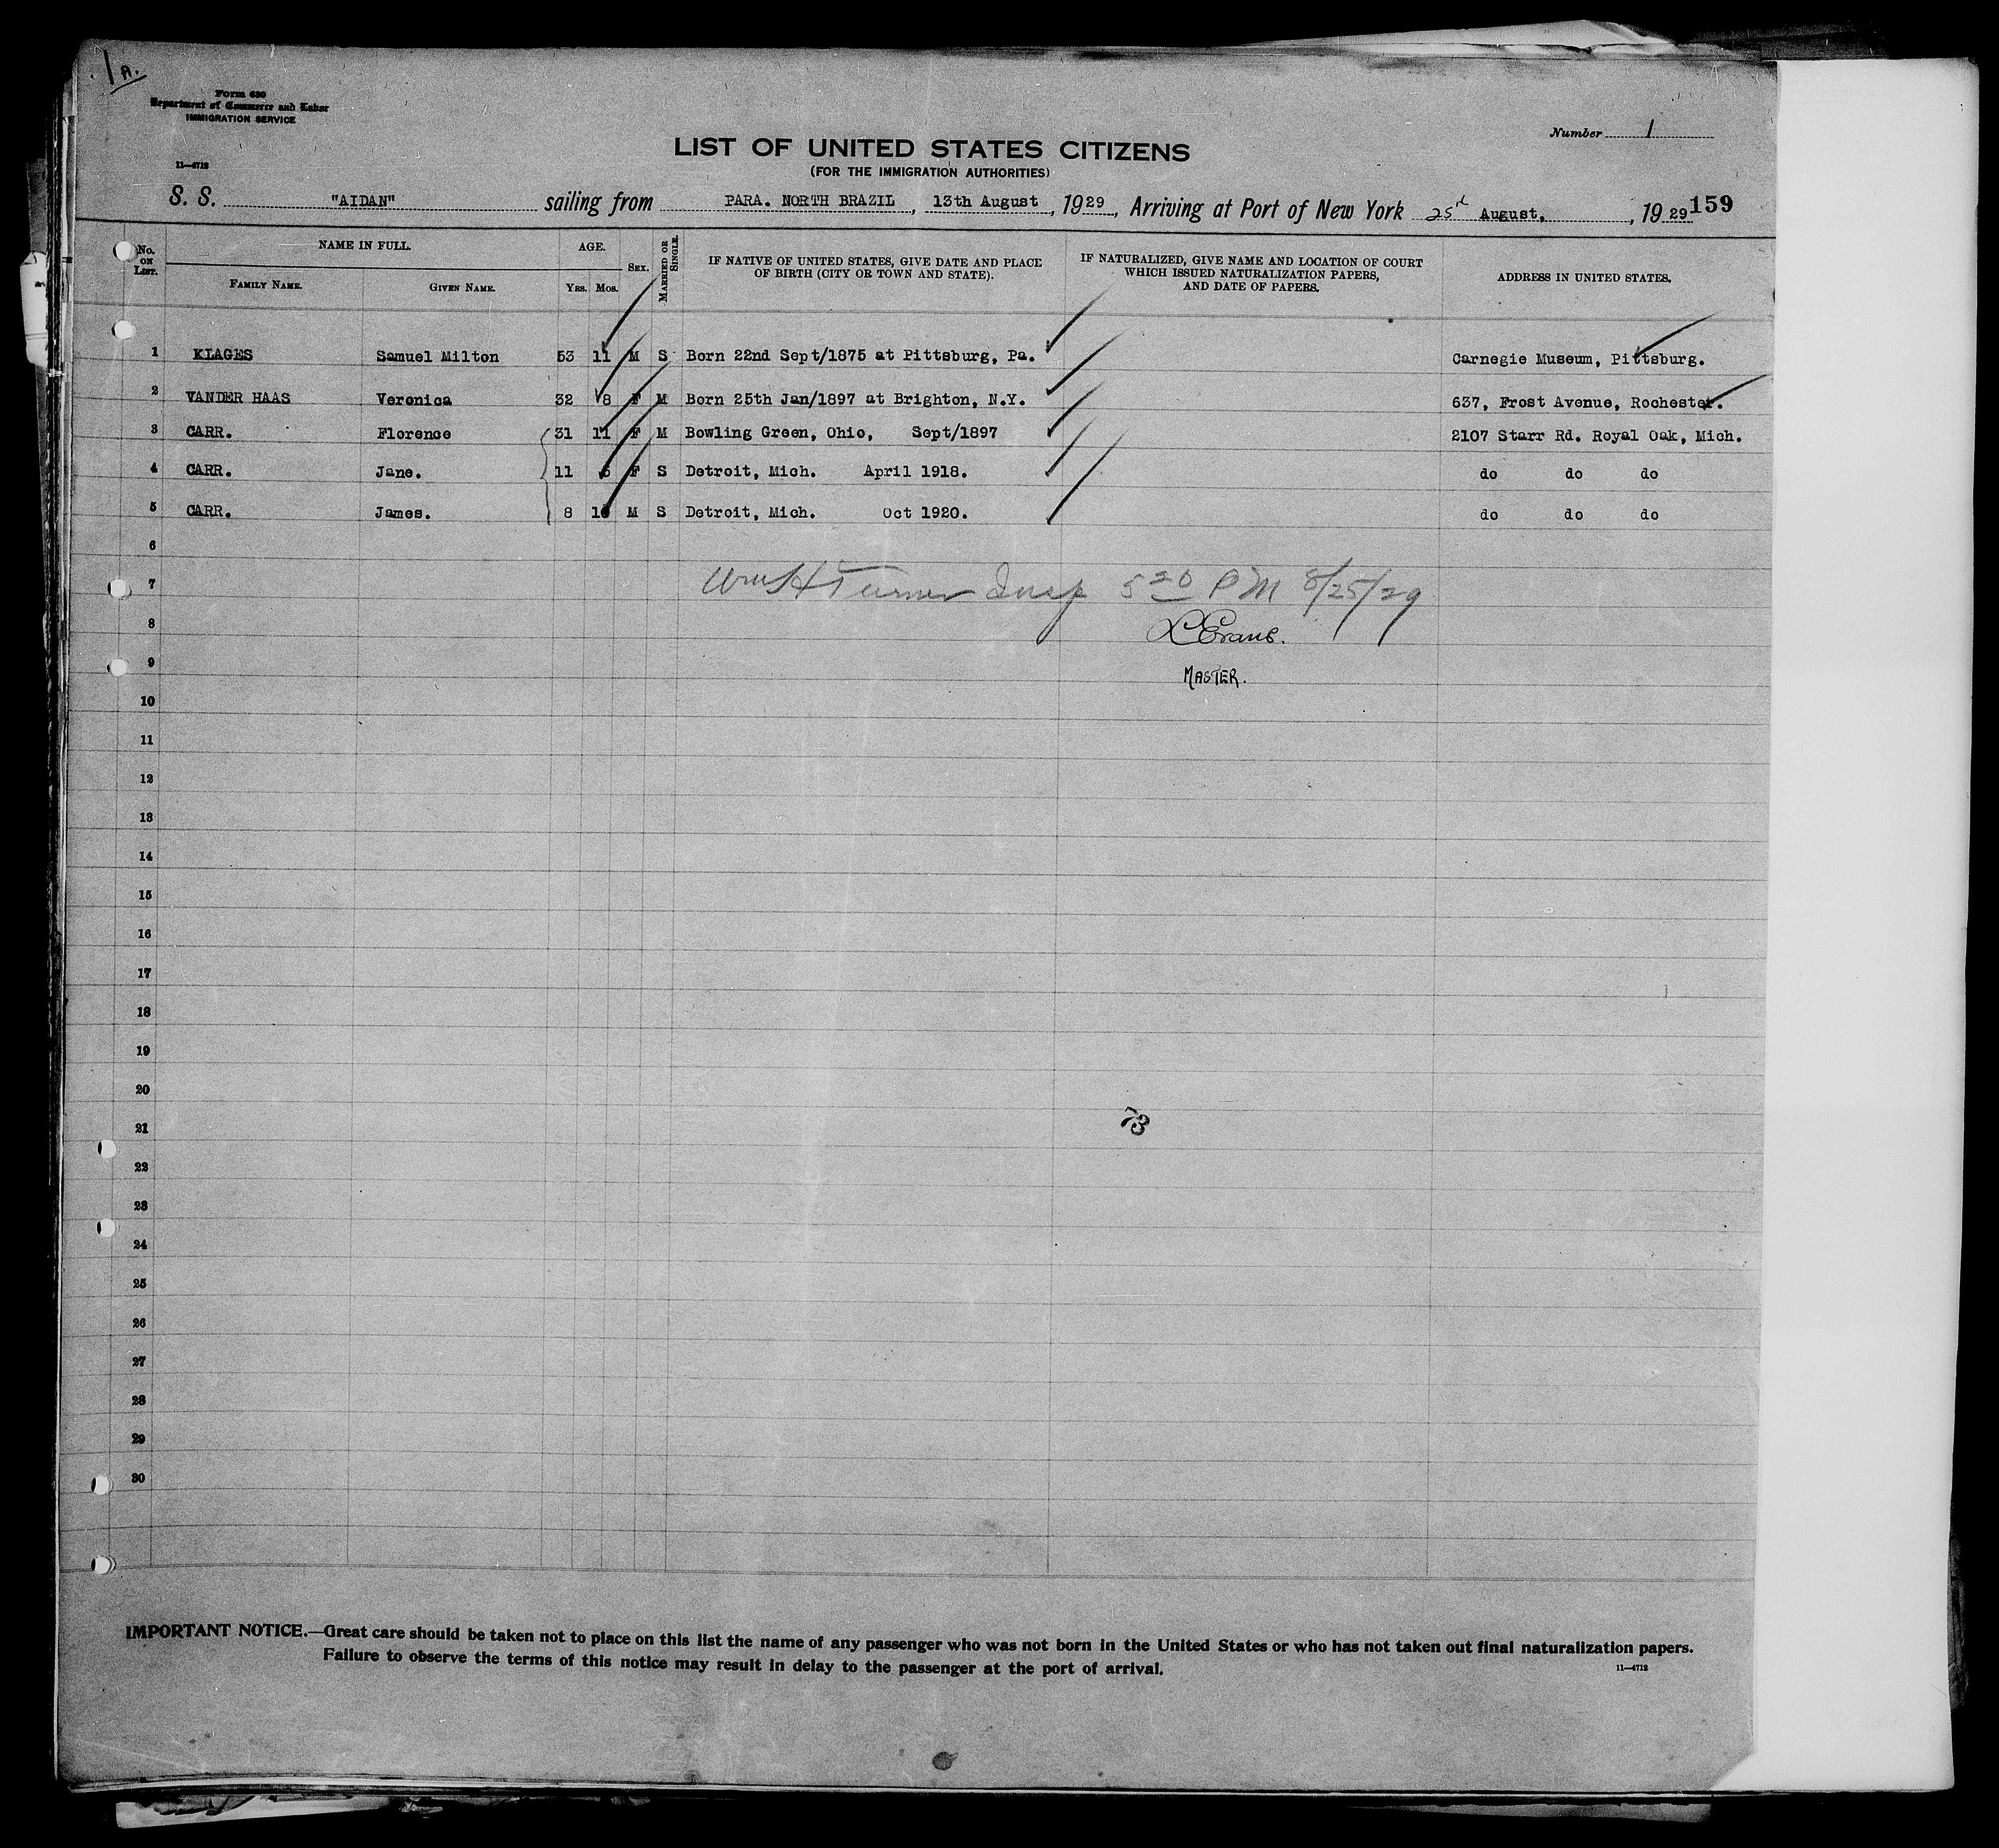 1 A.
Form 630
Department of Commerce and Labor
IMMIGRATION SERVICE
Number 1
LIST OF UNITED STATES CITIZENS
(FOR THE IMMIGRATION AUTHORITIES)
11—4712
S. S. "AIDAN" sailing from PARA. NORTH BRAZIL, 13th August, 1929, Arriving at Port of New York 25th August, 1929 159
No. ON LIST. NAME IN FULL. AGE. SEX. MARRIED OR SINGLE. IF NATIVE OF UNITED STATES, GIVE DATE AND PLACE OF BIRTH (CITY OR TOWN AND STATE). IF NATURALIZED, GIVE NAME AND LOCATION OF COURT WHICH ISSUED NATURALIZATION PAPERS, AND DATE OF PAPERS. ADDRESS IN UNITED STATES.
FAMILY NAME. GIVEN NAME. YRS. MOS.
1 KLAGES Samuel Milton 53 11 M S Born 22nd Sept/1875 at Pittsburg, Pa. Carnegie Museum, Pittsburg.
2 VANDER HAAS Veronica 32 8 F M Born 25th Jan/1897 at Brighton, N.Y. 637, Frost Avenue, Rochester.
3 CARR. Florence 31 11 F M Bowling Green, Ohio, Sept/1897 2107 Starr Rd. Royal Oak, Mich.
4 CARR. Jane. 11 F S Detroit, Mich. April 1918. do do do
5 CARR. James. 8 10 M S Detroit, Mich. Oct 1920. do do do
6
7 Wm H Turner Insp 5 20 PM 8/25/29
8 L Evans.
9 MASTER.
10
11
12
13
14
15
16
17
18
19
20
73
21
22
23
24
25
26
27
28
29
30
IMPORTANT NOTICE.—Great care should be taken not to place on this list the name of any passenger who was not born in the United States or who has not taken out final naturalization papers.
Failure to observe the terms of this notice may result in delay to the passenger at the port of arrival.
11—4712